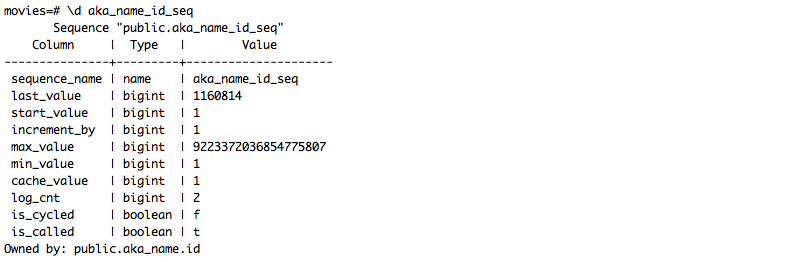 movies=# \d aka_name_id_seq
       Sequence "public.aka_name_id_seq"
    Column     |  Type   |        Value
---------------+---------+---------------------
 sequence_name | name    | aka_name_id_seq
 last_value    | bigint  | 1160814
 start_value   | bigint  | 1
 increment_by  | bigint  | 1
 max_value     | bigint  | 9223372036854775807
 min_value     | bigint  | 1
 cache_value   | bigint  | 1
 log_cnt       | bigint  | 2
 is_cycled     | boolean | f
 is_called     | boolean | t
Owned by: public.aka_name.id